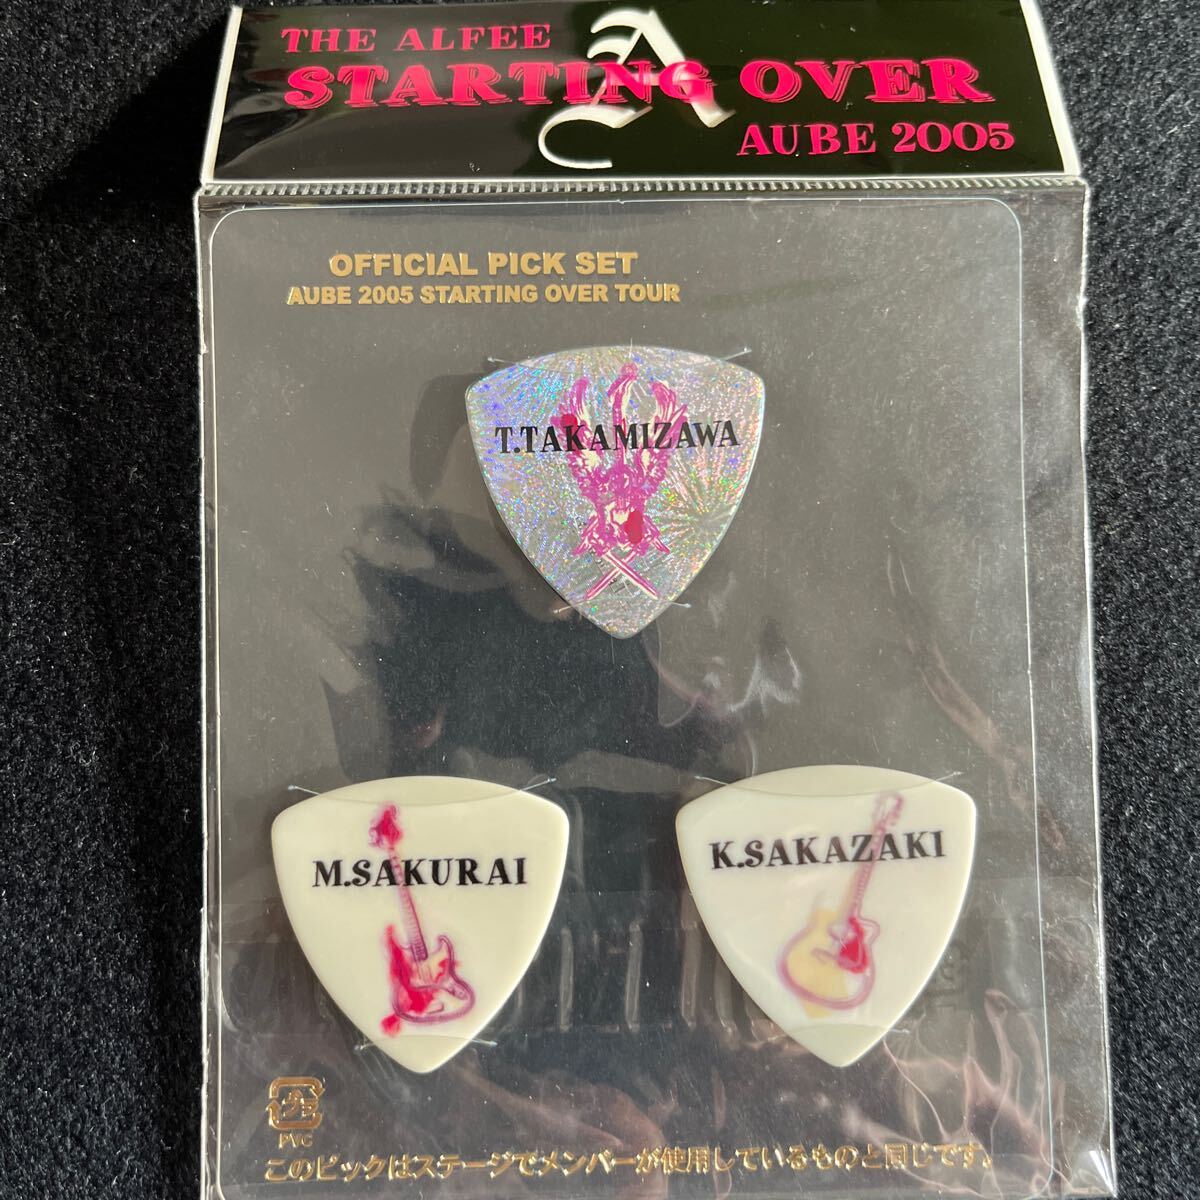 THE ALFEE
A
STARTING OVER
AUBE 2005
OFFICIAL PICK SET
AUBE 2005 STARTING OVER TOUR
T.TAKAMIZAWA
M.SAKURAI
K.SAKAZAKI
プラ
PVC
このピックはステージでメンバーが使用しているものと同じです。